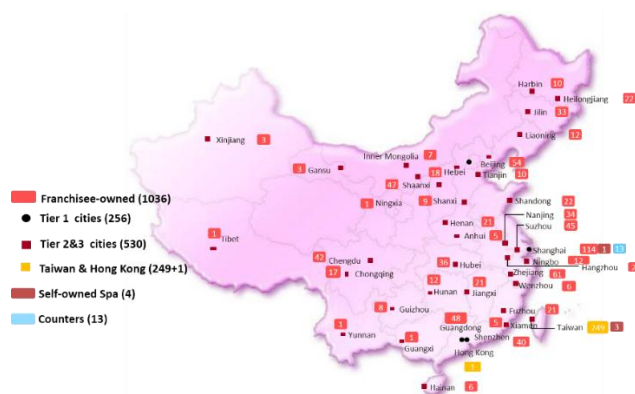 Harbin 10
Heilongjiang 22
Jilin 33
Liaoning 12
Xinjiang 3
Inner Mongolia 7
3 Gansu
18 Hebei
Beijing 54
Tianjin 10
47 Shaanxi
1 Ningxia
9 Shanxi
Shandong 22
Nanjing 34
Suzhou 45
Henan 21
Anhui 5
Shanghai 114 1 13
Ningbo 12
Hangzhou
1
Tibet
42 Chengdu
17 Chongqing
36 Hubei
Zhejiang 61
Wenzhou 6
12
Hunan
21
Jiangxi
8
Guizhou
48
Guangdong
Fuzhou 21
5 Xiamen
Taiwan 249 3
1
Yunnan
1
Guangxi
Shenzhen 40
Hong Kong
Hainan 6
Franchisee-owned (1036)
Tier 1 cities (256)
Tier 2&3 cities (530)
Taiwan & Hong Kong (249+1)
Self-owned Spa (4)
Counters (13)